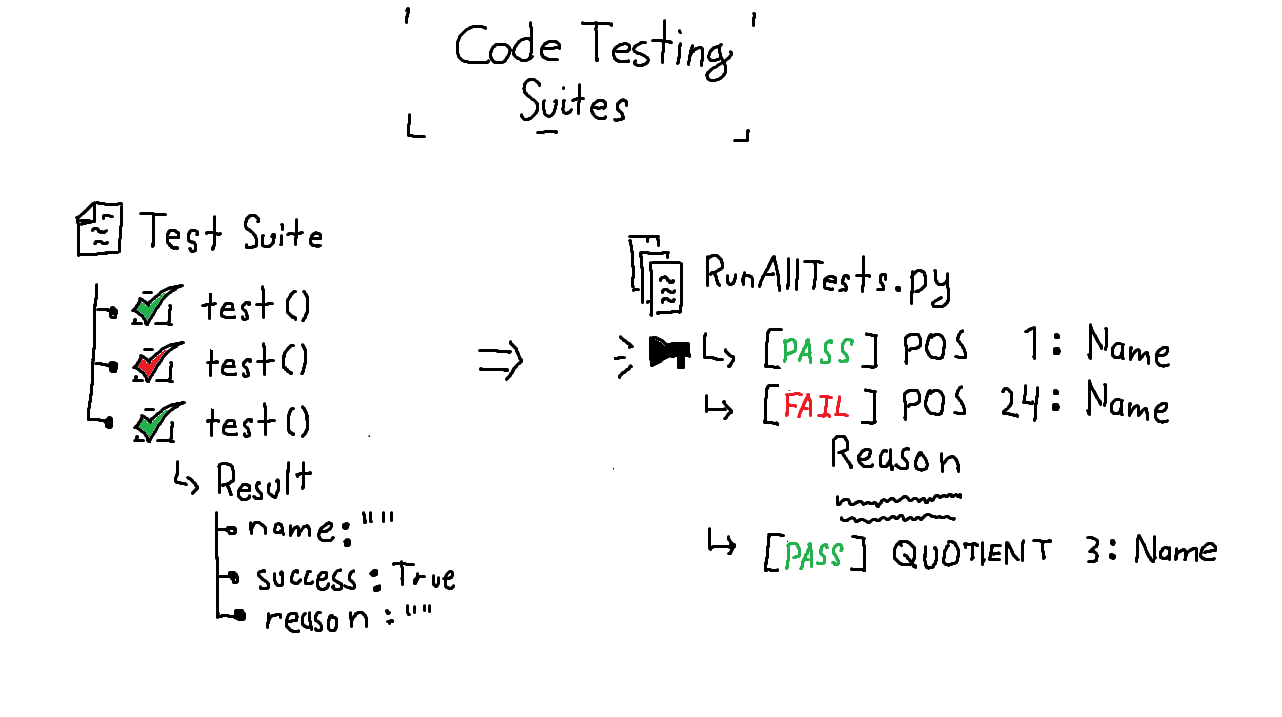 Code Testing
Suites
Test Suite
test()
test()
test()
Result
name: ""
success: True
reason: ""
RunAllTests.py
[PASS] POS 1: Name
[FAIL] POS 24: Name
Reason
[PASS] QUOTIENT 3: Name